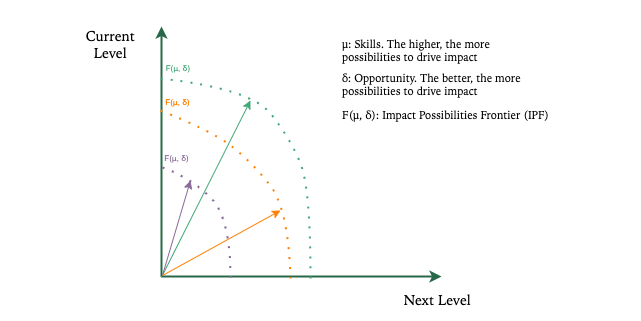 Current
Level
μ: Skills. The higher, the more
possibilities to drive impact
δ: Opportunity. The better, the more
possibilities to drive impact
F(μ, δ): Impact Possibilities Frontier (IPF)
F(μ, δ)
F(μ, δ)
F(μ, δ)
Next Level